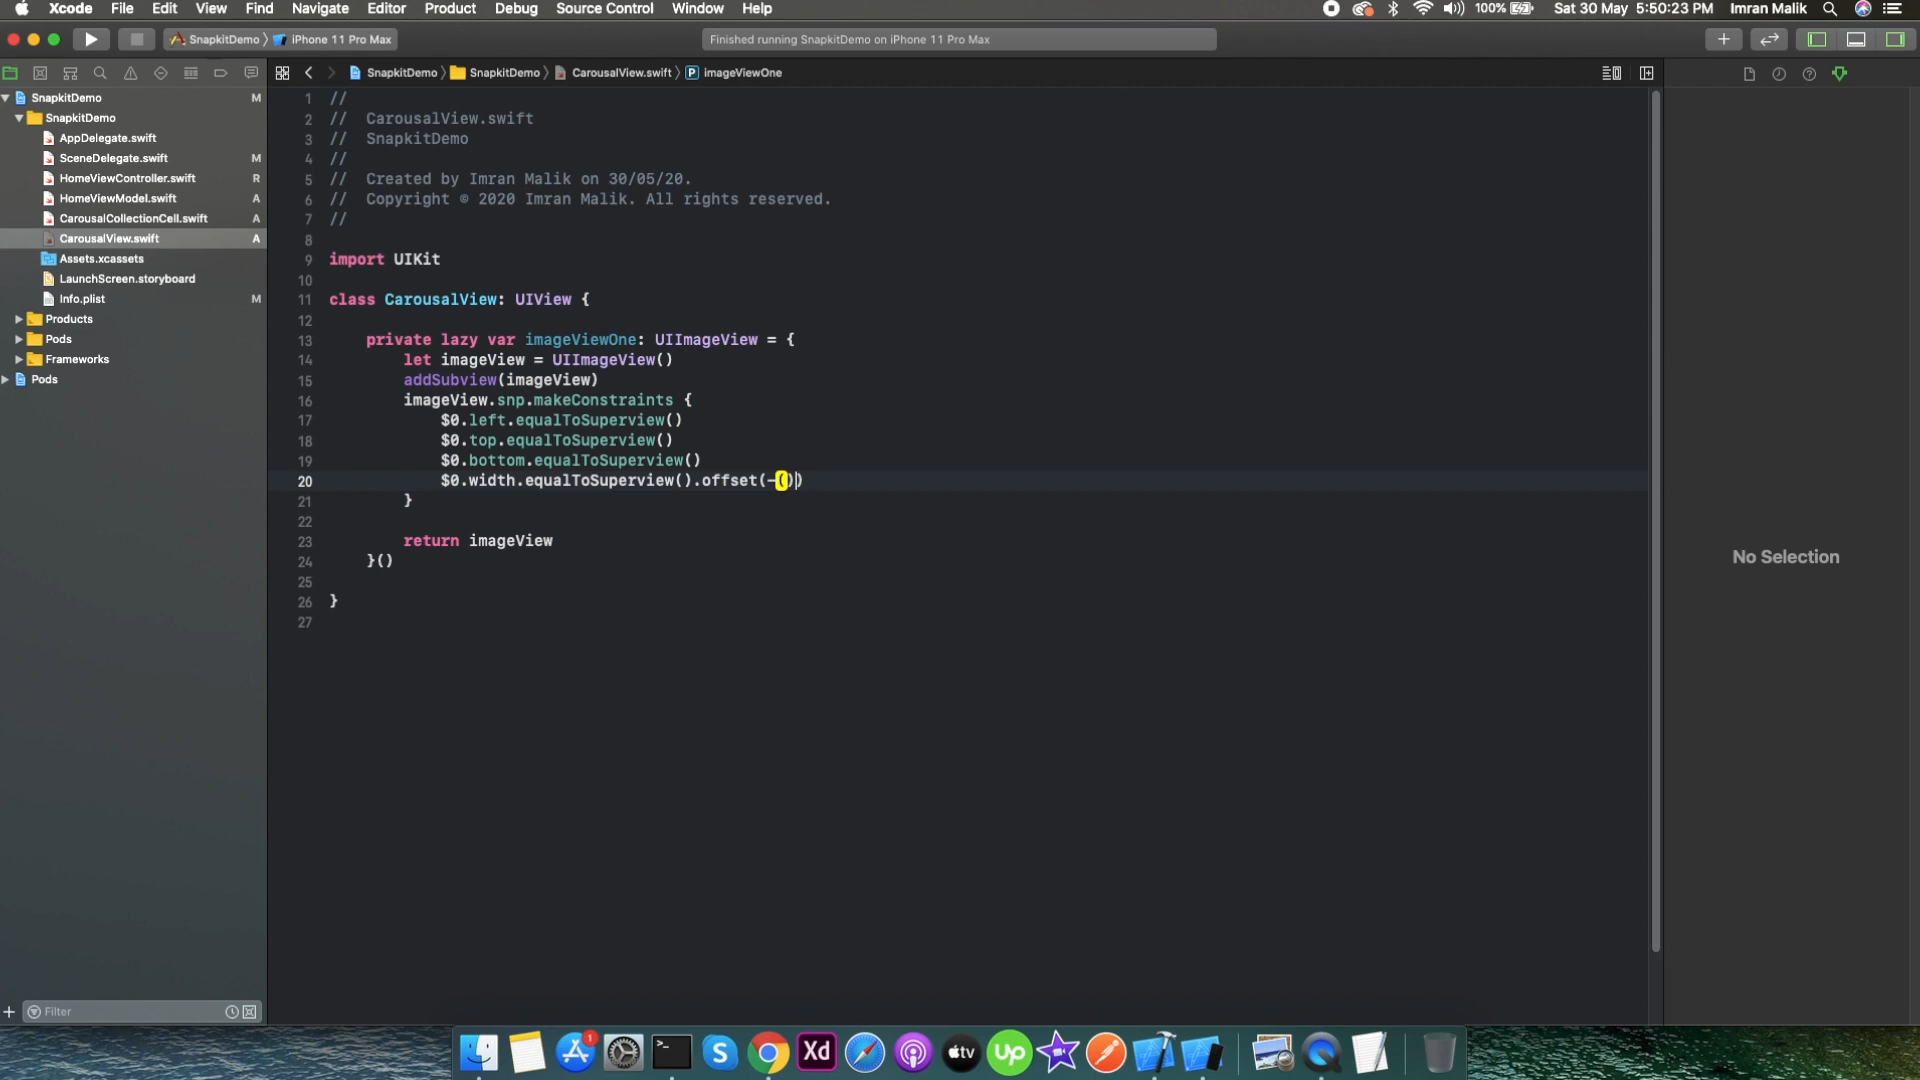 Xcode File Edit View Find Navigate Editor Product Debug Source Control Window Help 100% Sat 30 May 5:50:23 PM Imran Malik
SnapkitDemo 〉 iPhone 11 Pro Max
Finished running SnapkitDemo on iPhone 11 Pro Max
SnapkitDemo 〉 SnapkitDemo 〉 CarousalView.swift 〉 P imageViewOne
SnapkitDemo M
SnapkitDemo
AppDelegate.swift
SceneDelegate.swift M
HomeViewController.swift R
HomeViewModel.swift A
CarousalCollectionCell.swift A
CarousalView.swift A
Assets.xcassets
LaunchScreen.storyboard
Info.plist M
Products
Pods
Frameworks
Pods
1 //
2 // CarousalView.swift
3 // SnapkitDemo
4 //
5 // Created by Imran Malik on 30/05/20.
6 // Copyright © 2020 Imran Malik. All rights reserved.
7 //
8
9 import UIKit
10
11 class CarousalView: UIView {
12
13 private lazy var imageViewOne: UIImageView = {
14 let imageView = UIImageView()
15 addSubview(imageView)
16 imageView.snp.makeConstraints {
17 $0.left.equalToSuperview()
18 $0.top.equalToSuperview()
19 $0.bottom.equalToSuperview()
20 $0.width.equalToSuperview().offset(-())
21 }
22
23 return imageView
24 }()
25
26 }
27
No Selection
Filter
1
>_
S
Xd
tv
Up